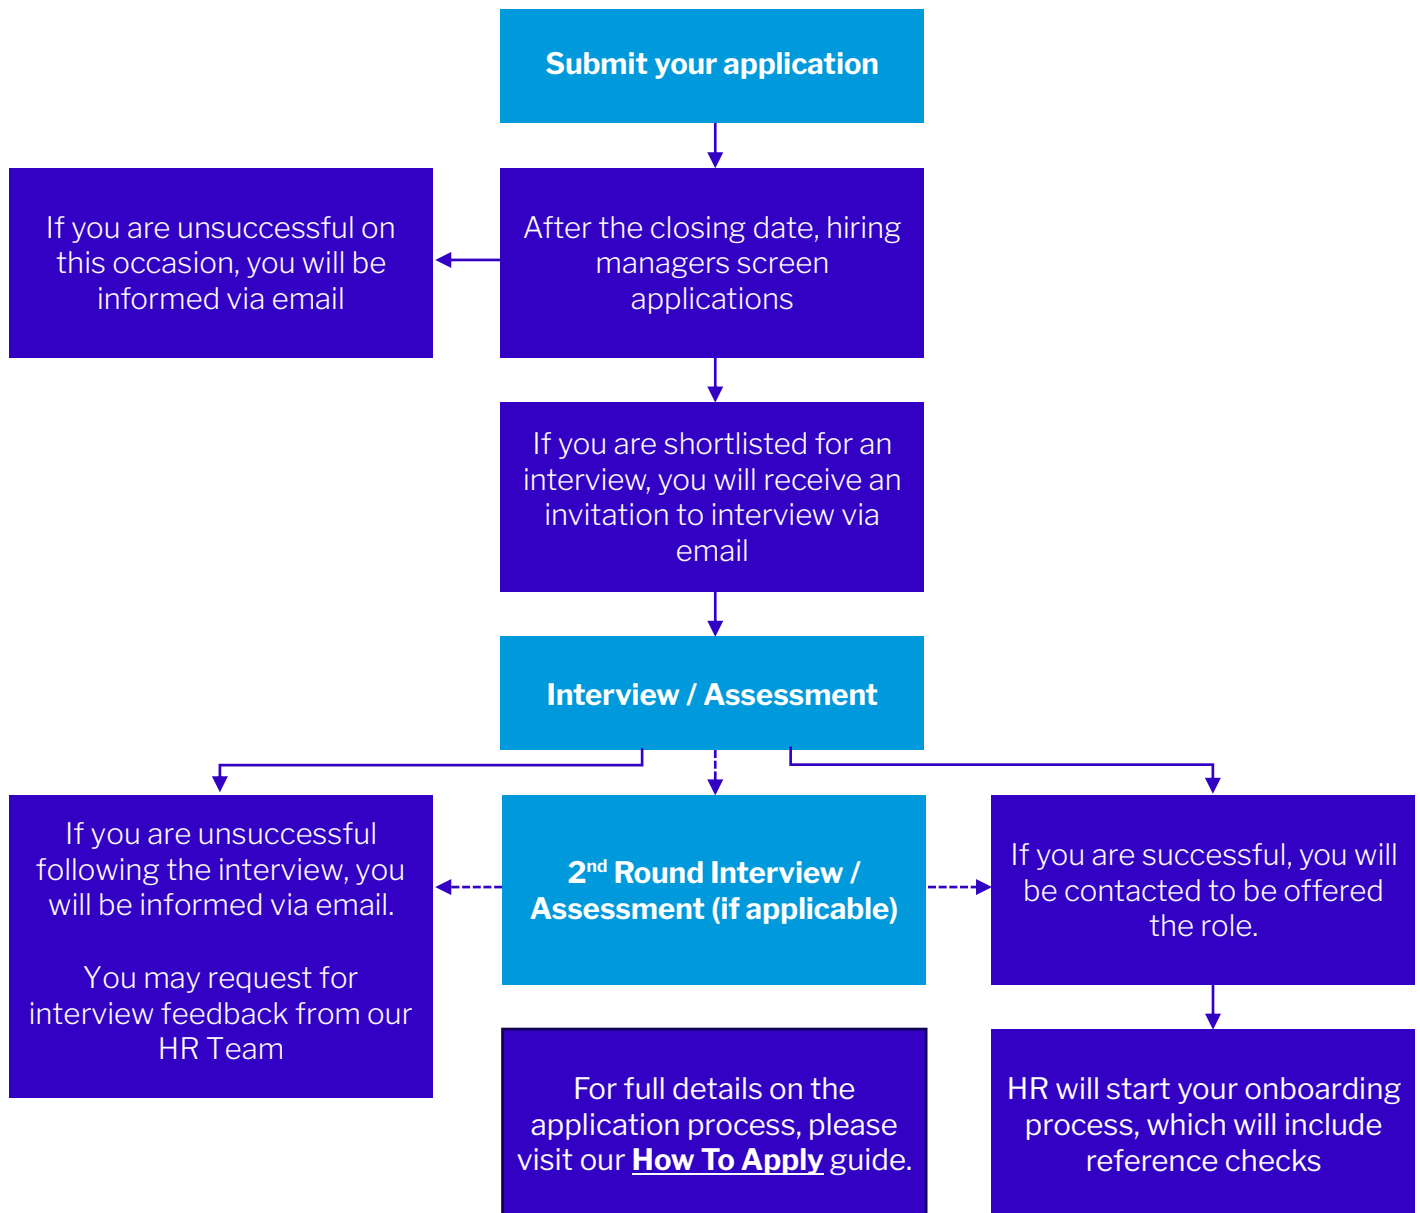 Submit your application
If you are unsuccessful on
this occasion, you will be
informed via email
After the closing date, hiring
managers screen
applications
If you are shortlisted for an
interview, you will receive an
invitation to interview via
email
Interview / Assessment
If you are unsuccessful
following the interview, you
will be informed via email.
You may request for
interview feedback from our
HR Team
2nd Round Interview /
Assessment (if applicable)
If you are successful, you will
be contacted to be offered
the role.
For full details on the
application process, please
visit our How To Apply guide.
HR will start your onboarding
process, which will include
reference checks